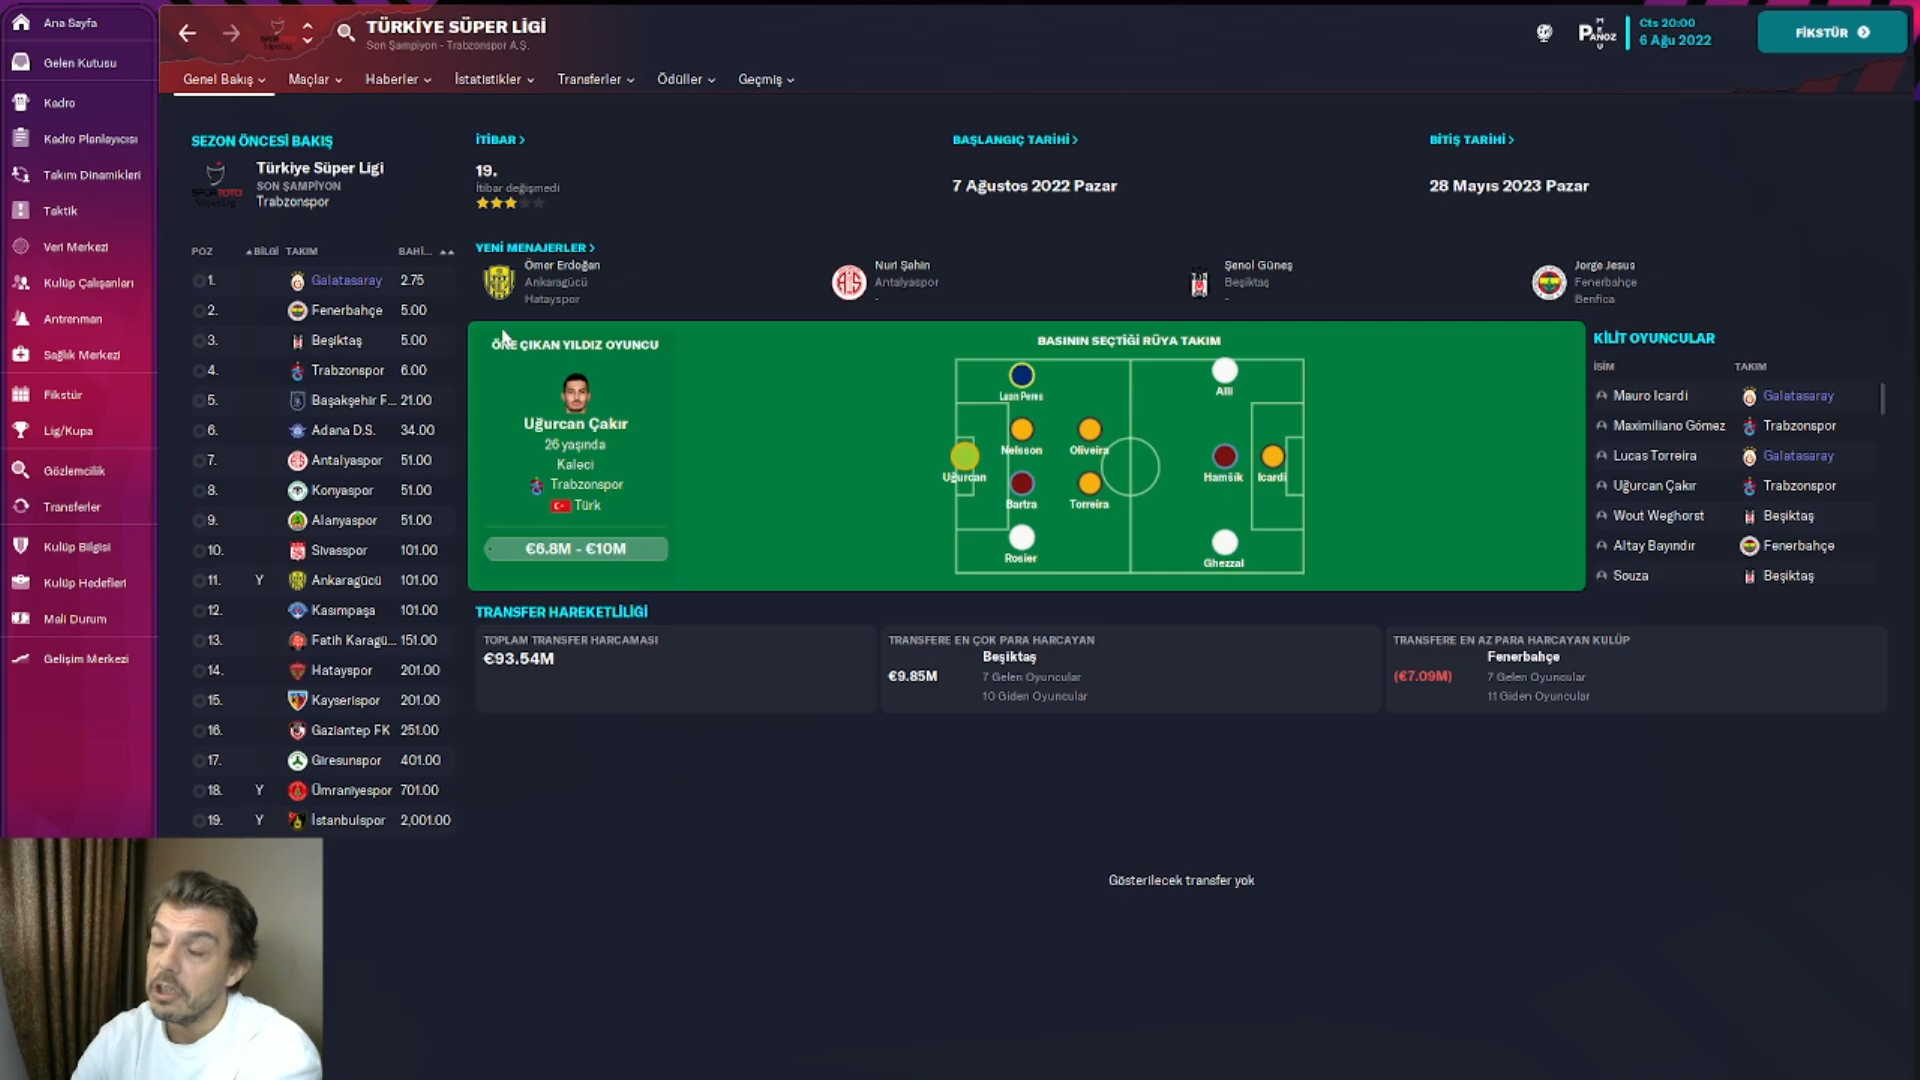 Ana Sayfa
Gelen Kutusu
Kadro
Kadro Planlayıcısı
Takım Dinamikleri
Taktik
Veri Merkezi
Kulüp Çalışanları
Antrenman
Sağlık Merkezi
Fikstür
Lig/Kupa
Gözlemcilik
Transferler
Kulüp Bilgisi
Kulüp Hedefleri
Mali Durum
Gelişim Merkezi
TÜRKİYE SÜPER LİGİ
Son Şampiyon - Trabzonspor A.Ş.
Cts 20:00
6 Ağu 2022
FİKSTÜR
Genel Bakış
Maçlar
Haberler
İstatistikler
Transferler
Ödüller
Geçmiş
SEZON ÖNCESİ BAKIŞ
Türkiye Süper Ligi
SON ŞAMPİYON
Trabzonspor
İTİBAR >
19.
İtibar değişmedi
BAŞLANGIÇ TARİHİ >
7 Ağustos 2022 Pazar
BİTİŞ TARİHİ >
28 Mayıs 2023 Pazar
POZ BİLGİ TAKIM BAHİ...
1. Galatasaray 2.75
2. Fenerbahçe 5.00
3. Beşiktaş 5.00
4. Trabzonspor 6.00
5. Başakşehir F... 21.00
6. Adana D.S. 34.00
7. Antalyaspor 51.00
8. Konyaspor 51.00
9. Alanyaspor 51.00
10. Sivasspor 101.00
11. Y Ankaragücü 101.00
12. Kasımpaşa 101.00
13. Fatih Karagü... 151.00
14. Hatayspor 201.00
15. Kayserispor 201.00
16. Gaziantep FK 251.00
17. Giresunspor 401.00
18. Y Ümraniyespor 701.00
19. Y İstanbulspor 2,001.00
YENİ MENAJERLER >
Ömer Erdoğan
Ankaragücü
Hatayspor
Nuri Şahin
Antalyaspor
-
Şenol Güneş
Beşiktaş
-
Jorge Jesus
Fenerbahçe
Benfica
ÖNE ÇIKAN YILDIZ OYUNCU
Uğurcan Çakır
26 yaşında
Kaleci
Trabzonspor
Türk
€6.8M - €10M
BASININ SEÇTİĞİ RÜYA TAKIM
Luan Peres
Alli
Nelsson
Oliveira
Uğurcan
Hamšík
Icardi
Bartra
Torreira
Rosier
Ghezzal
KİLİT OYUNCULAR
İSİM TAKIM
Mauro Icardi Galatasaray
Maximiliano Gómez Trabzonspor
Lucas Torreira Galatasaray
Uğurcan Çakır Trabzonspor
Wout Weghorst Beşiktaş
Altay Bayındır Fenerbahçe
Souza Beşiktaş
TRANSFER HAREKETLİLİĞİ
TOPLAM TRANSFER HARCAMASI
€93.54M
TRANSFERE EN ÇOK PARA HARCAYAN
Beşiktaş
€9.85M
7 Gelen Oyuncular
10 Giden Oyuncular
TRANSFERE EN AZ PARA HARCAYAN KULÜP
Fenerbahçe
(€7.09M)
7 Gelen Oyuncular
11 Giden Oyuncular
Gösterilecek transfer yok